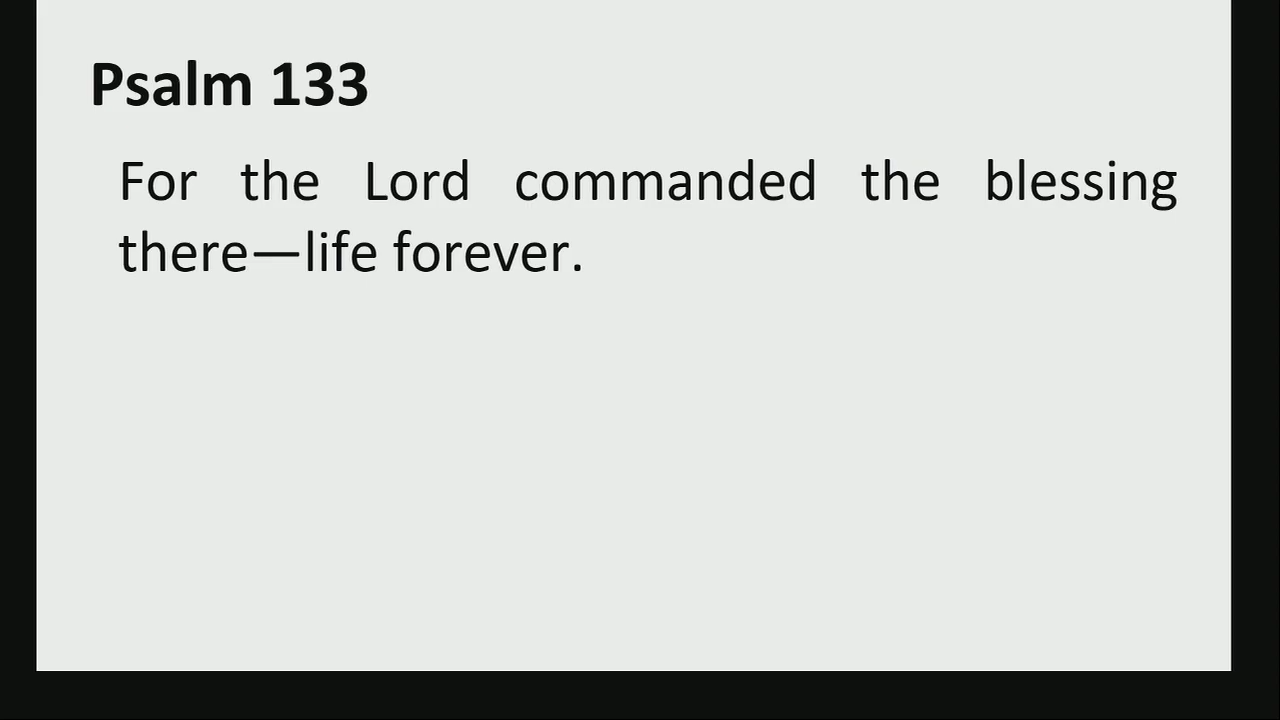 Psalm 133
For the Lord commanded the blessing
there—life forever.